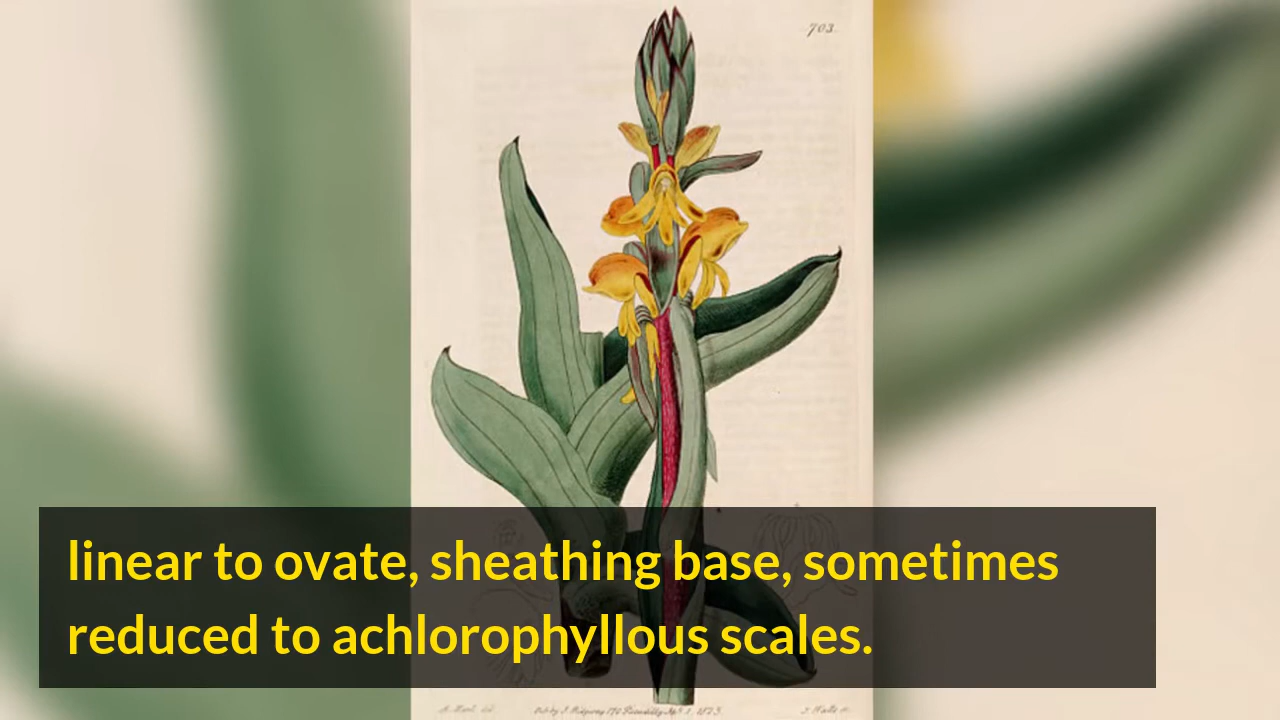 703.
linear to ovate, sheathing base, sometimes
reduced to achlorophyllous scales.